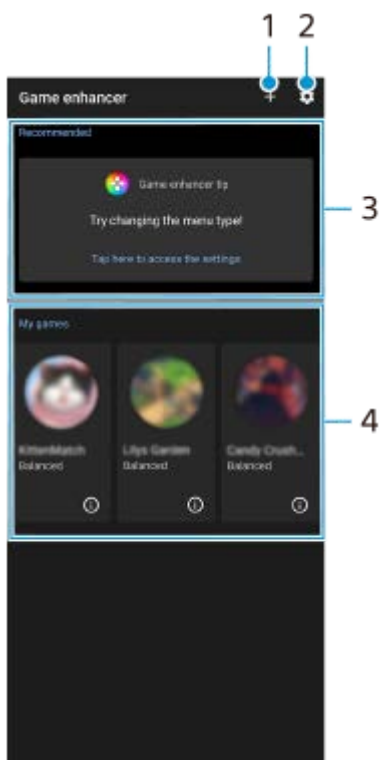 1 2
Game enhancer
Recommended
3
Game enhancer tip
Try changing the menu type!
Tap here to access the settings
My games
4
KittenMatch Lilys Garden Candy Crush...
Balanced Balanced Balanced